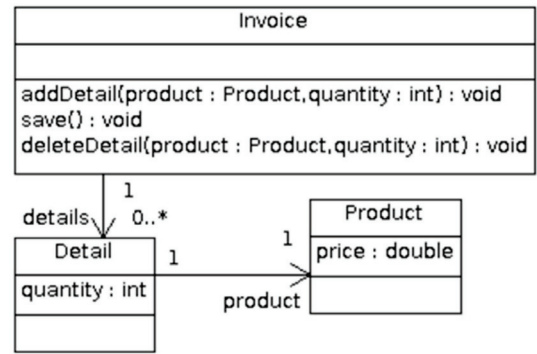 Invoice
addDetail(product : Product,quantity : int) : void
save() : void
deleteDetail(product : Product,quantity : int) : void
1
details 0..*
Detail
quantity : int
1
1
product
Product
price : double